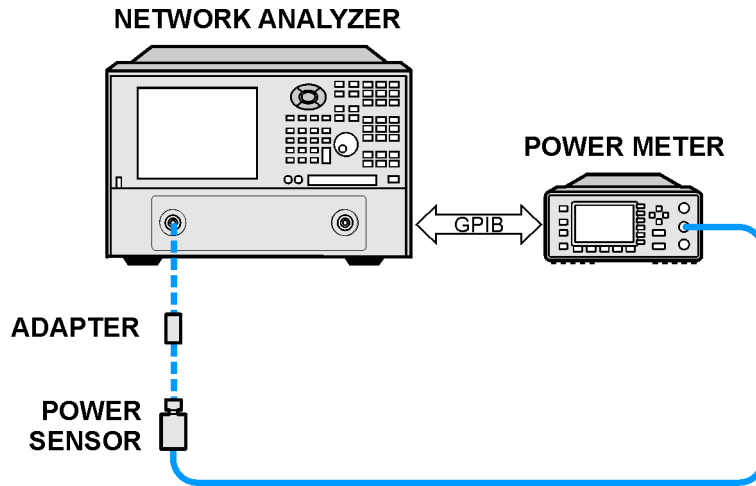 NETWORK ANALYZER
POWER METER
GPIB
ADAPTER
POWER
SENSOR